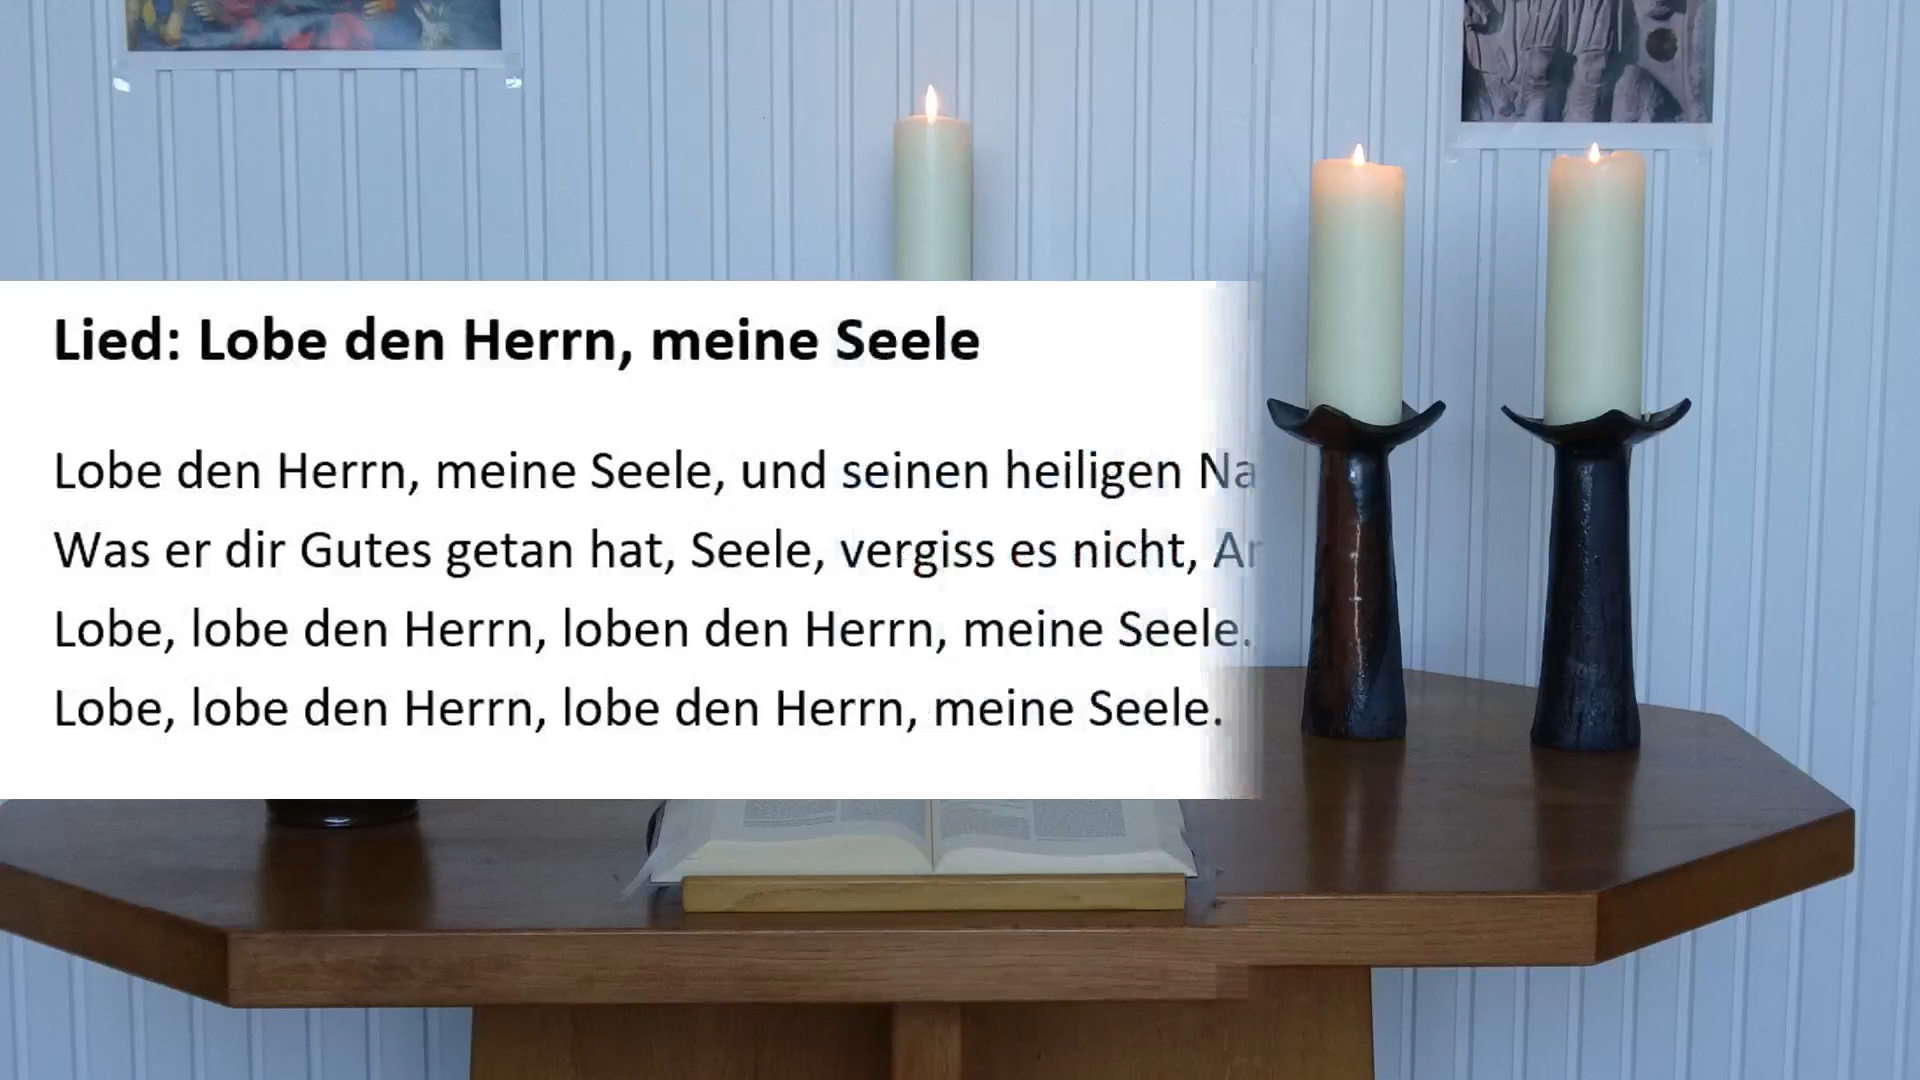 Lied: Lobe den Herrn, meine Seele
Lobe den Herrn, meine Seele, und seinen heiligen Na
Was er dir Gutes getan hat, Seele, vergiss es nicht,
Lobe, lobe den Herrn, loben den Herrn, meine Seele.
Lobe, lobe den Herrn, lobe den Herrn, meine Seele.